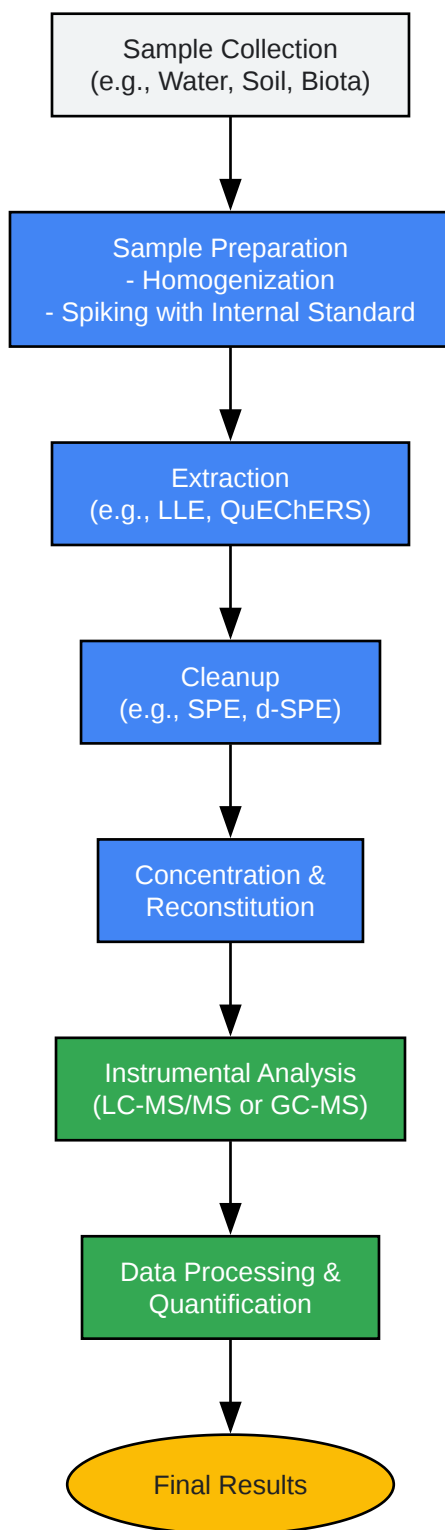 Sample Collection
(e.g., Water, Soil, Biota)
Sample Preparation
- Homogenization
- Spiking with Internal Standard
Extraction
(e.g., LLE, QuEChERS)
Cleanup
(e.g., SPE, d-SPE)
Concentration &
Reconstitution
Instrumental Analysis
(LC-MS/MS or GC-MS)
Data Processing &
Quantification
Final Results